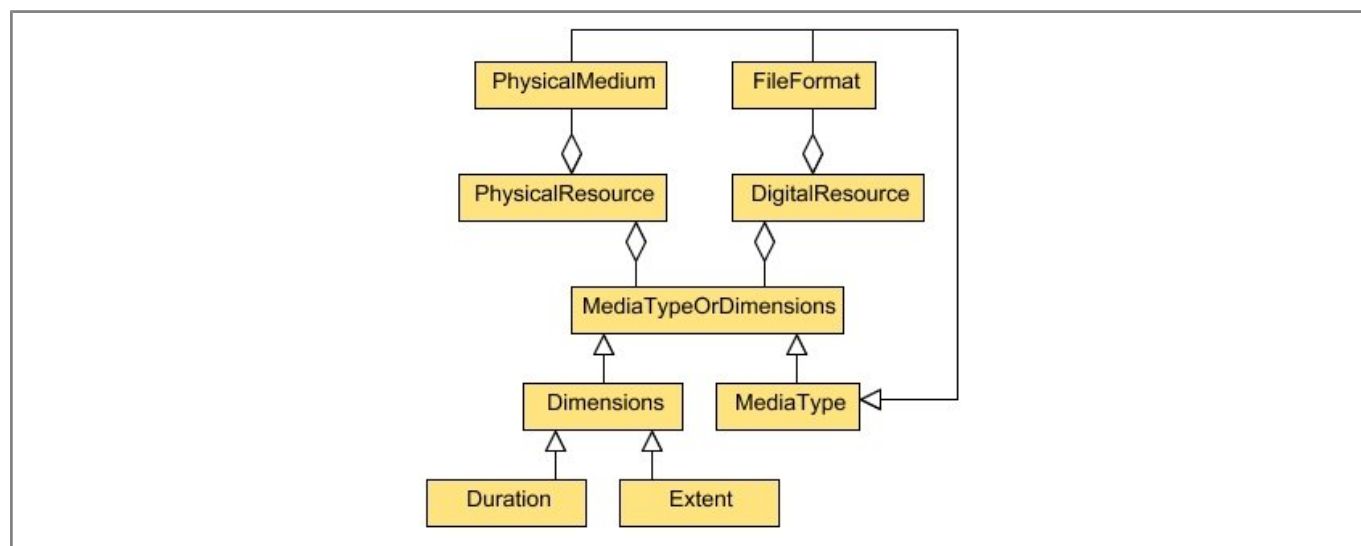 PhysicalMedium
FileFormat
PhysicalResource
DigitalResource
MediaTypeOrDimensions
Dimensions
MediaType
Duration
Extent